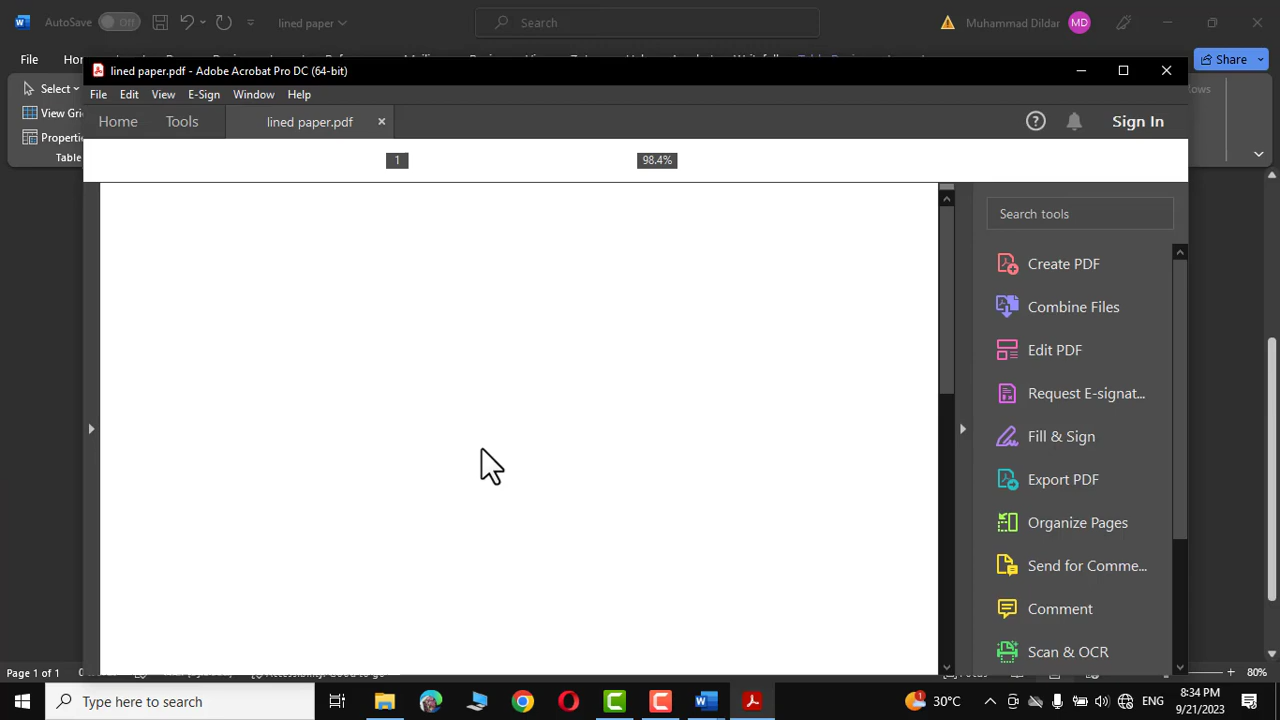 AutoSave Off lined paper Search Muhammad Dildar MD
File Share
Select
View Gri
Properti
Table
lined paper.pdf - Adobe Acrobat Pro DC (64-bit)
File Edit View E-Sign Window Help
Home Tools lined paper.pdf × ? Sign In
1 98.4%
Search tools
Create PDF
Combine Files
Edit PDF
Request E-signat...
Fill & Sign
Export PDF
Organize Pages
Send for Comme...
Comment
Scan & OCR
Page 1 of 1 80%
Type here to search 1 30°C ENG 8:34 PM
9/21/2023